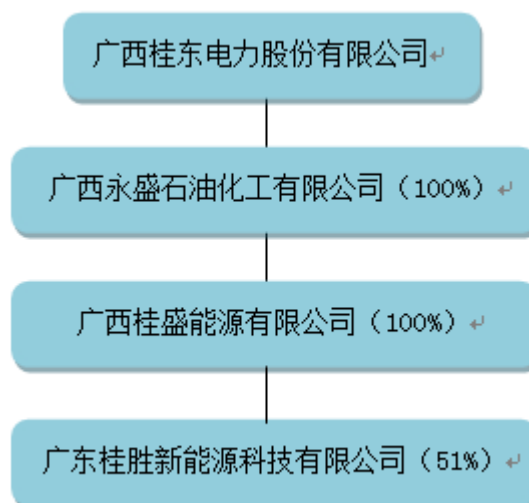 广西桂东电力股份有限公司↵
广西永盛石油化工有限公司（100%）↵
广西桂盛能源有限公司（100%）↵
广东桂胜新能源科技有限公司（51%）↵